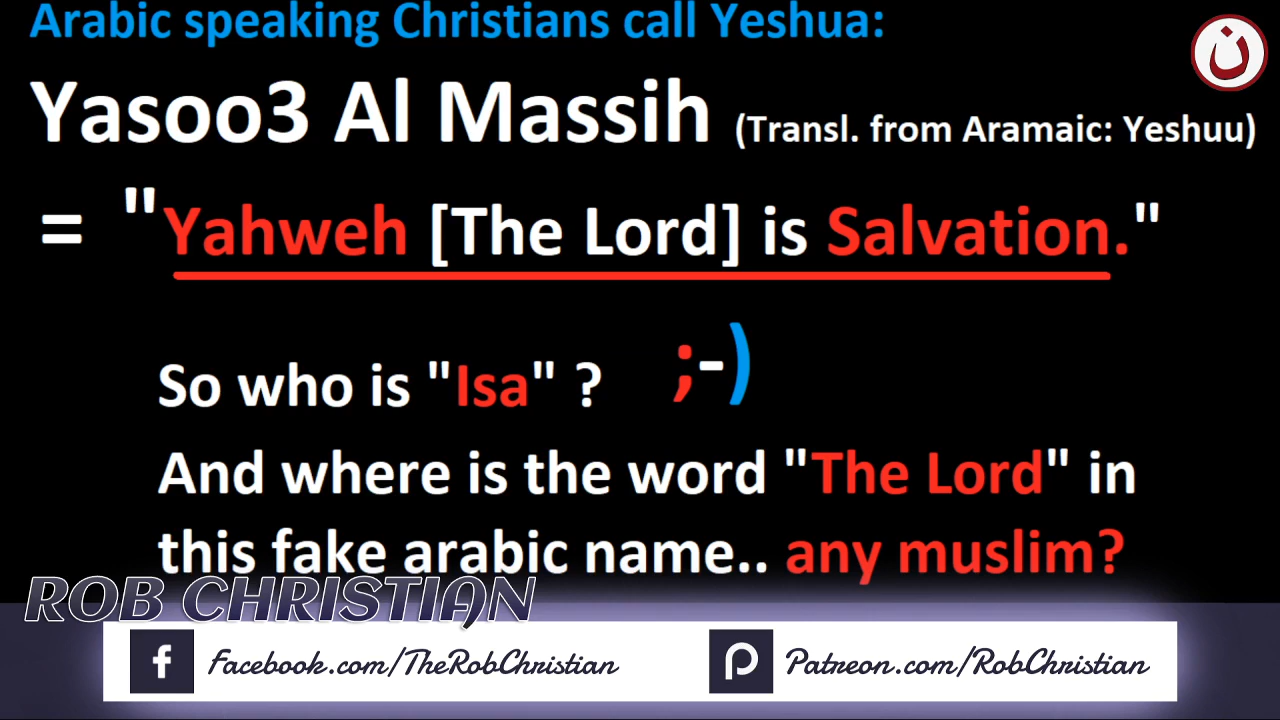 Arabic speaking Christians call Yeshua:
ن
Yasoo3 Al Massih (Transl. from Aramaic: Yeshuu)
= "Yahweh [The Lord] is Salvation."
So who is "Isa" ? ;-)
And where is the word "The Lord" in
this fake arabic name.. any muslim?
ROB CHRISTIAN
f Facebook.com/TheRobChristian
Patreon.com/RobChristian